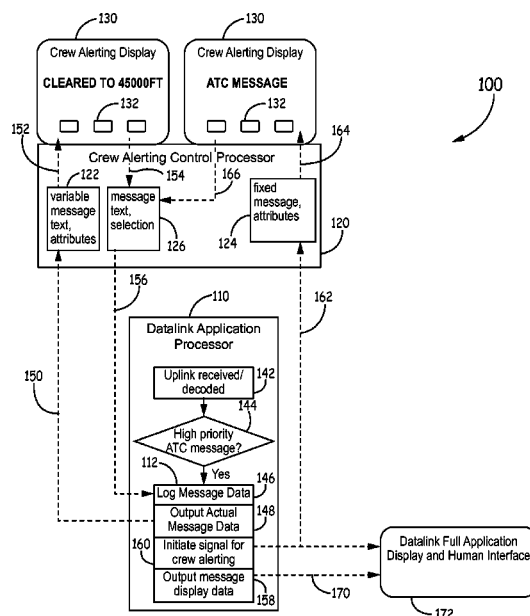 130
130
Crew Alerting Display
Crew Alerting Display
CLEARED TO 45000FT
ATC MESSAGE
100
132
132
152
164
Crew Alerting Control Processor
122
154
166
variable
message
text,
attributes
message
text,
selection
126
fixed
message,
attributes
124
120
156
110
162
Datalink Application
Processor
Uplink received/
decoded
142
150
144
High priority
ATC message?
112
Yes
Log Message Data
146
Output Actual
Message Data
148
160
Initiate signal for
crew alerting
Output message
display data
158
170
Datalink Full Application
Display and Human Interface
172